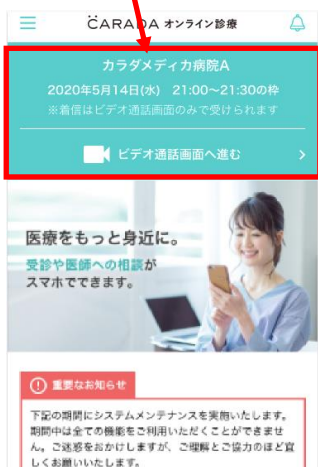 CARADA オンライン診療
カラダメディカ病院A
2020年5月14日(水) 21:00～21:30の枠
※着信はビデオ通話画面のみで受けられます
ビデオ通話画面へ進む
医療をもっと身近に。
受診や医師への相談が
スマホでできます。
重要なお知らせ
下記の期間にシステムメンテナンスを実施いたします。
期間中は全ての機能をご利用いただくことができませ
ん。ご迷惑をおかけしますが、ご理解とご協力のほど宜
しくお願いいたします。